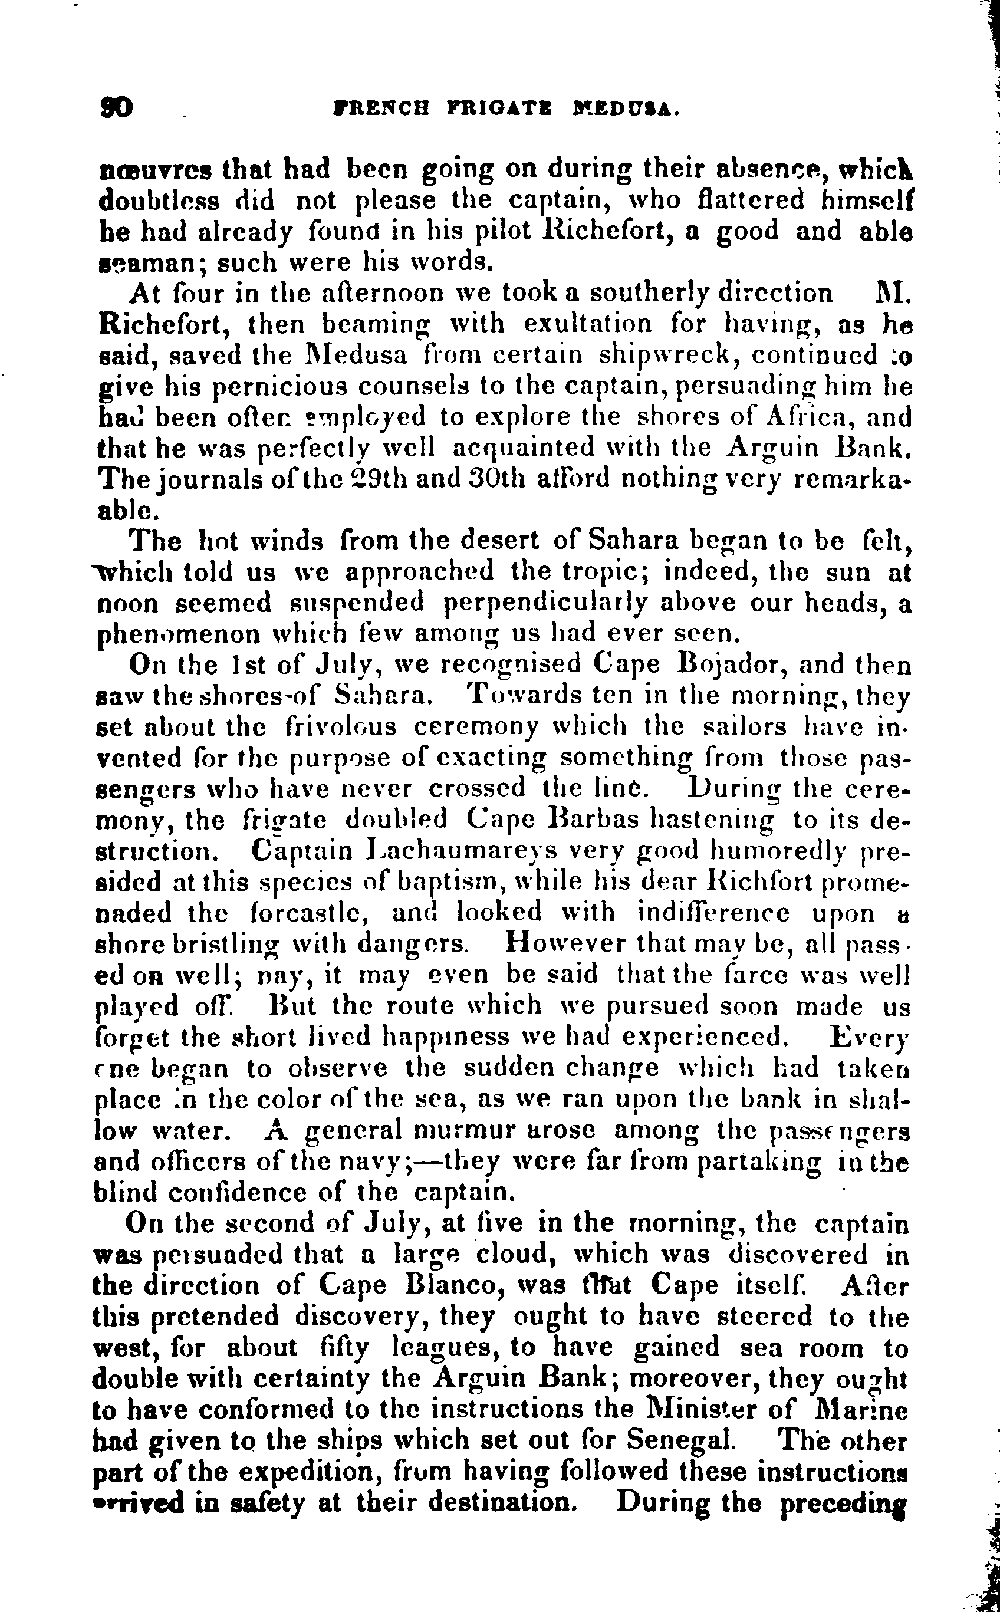 90 FRENCH FRIGATE MEDUSA.
nœuvres that had been going on during their absence, which
doubtless did not please the captain, who flattered himself
he had already found in his pilot Richefort, a good and able
seaman; such were his words.
At four in the afternoon we took a southerly direction M.
Richefort, then beaming with exultation for having, as he
said, saved the Medusa from certain shipwreck, continued to
give his pernicious counsels to the captain, persuading him he
had been often employed to explore the shores of Africa, and
that he was perfectly well acquainted with the Arguin Bank.
The journals of the 29th and 30th afford nothing very remarka-
able.
The hot winds from the desert of Sahara began to be felt,
which told us we approached the tropic; indeed, the sun at
noon seemed suspended perpendicularly above our heads, a
phenomenon which few among us had ever seen.
On the 1st of July, we recognised Cape Bojador, and then
saw the shores of Sahara. Towards ten in the morning, they
set about the frivolous ceremony which the sailors have in-
vented for the purpose of exacting something from those pas-
sengers who have never crossed the line. During the cere-
mony, the frigate doubled Cape Barbas hastening to its de-
struction. Captain Lachaumareys very good humoredly pre-
sided at this species of baptism, while his dear Richfort prome-
naded the forcastle, and looked with indifference upon a
shore bristling with dangers. However that may be, all pass-
ed on well; nay, it may even be said that the farce was well
played off. But the route which we pursued soon made us
forget the short lived happiness we had experienced. Every
one began to observe the sudden change which had taken
place in the color of the sea, as we ran upon the bank in shal-
low water. A general murmur arose among the passengers
and officers of the navy;—they were far from partaking in the
blind confidence of the captain.
On the second of July, at five in the morning, the captain
was persuaded that a large cloud, which was discovered in
the direction of Cape Blanco, was that Cape itself. After
this pretended discovery, they ought to have steered to the
west, for about fifty leagues, to have gained sea room to
double with certainty the Arguin Bank; moreover, they ought
to have conformed to the instructions the Minister of Marine
had given to the ships which set out for Senegal. The other
part of the expedition, from having followed these instructions
arrived in safety at their destination. During the preceding